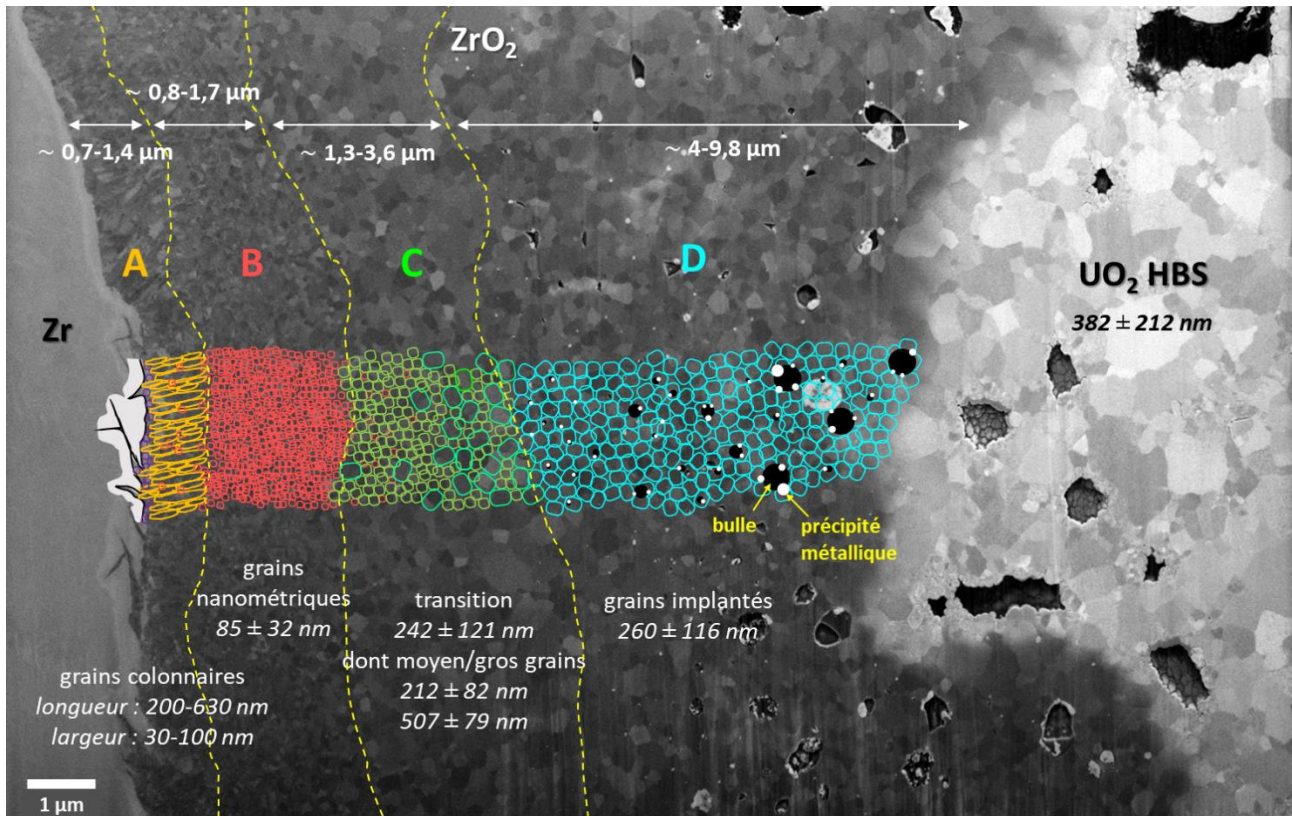 ZrO₂
~ 0,8-1,7 µm
~ 0,7-1,4 µm
~ 1,3-3,6 µm
~ 4-9,8 µm
A
B
C
D
Zr
UO₂ HBS
382 ± 212 nm
bulle
précipité
métallique
grains
nanométriques
85 ± 32 nm
transition
242 ± 121 nm
dont moyen/gros grains
212 ± 82 nm
507 ± 79 nm
grains implantés
260 ± 116 nm
grains colonnaires
longueur : 200-630 nm
largeur : 30-100 nm
1 µm